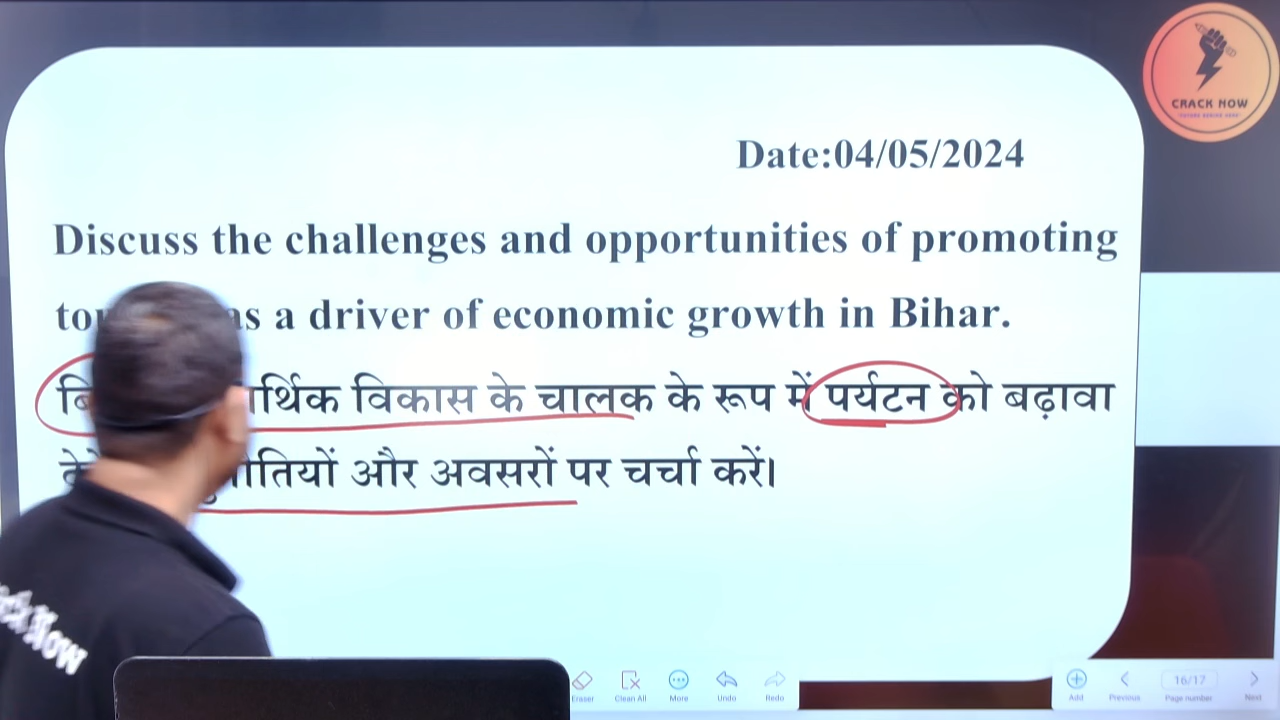 CRACK NOW
Date:04/05/2024
Discuss the challenges and opportunities of promoting
as a driver of economic growth in Bihar.
विकास के चालक के रूप में पर्यटन को बढ़ावा
और अवसरों पर चर्चा करें।
Eraser Clean All More Undo Redo Add Previous 16/17 Page number Next